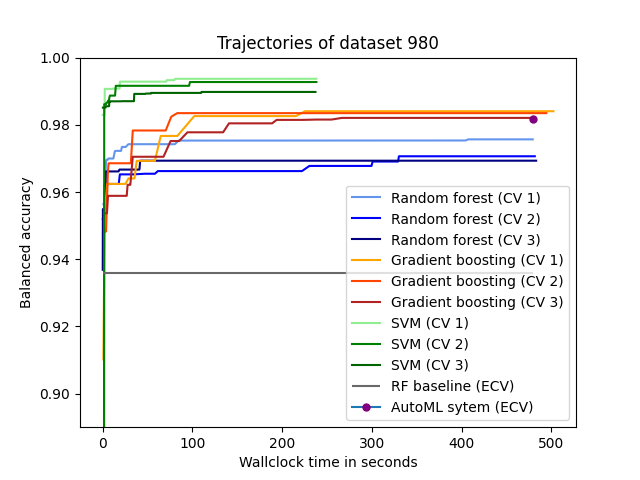 Trajectories of dataset 980
1.00
0.98
0.96
0.94
0.92
0.90
Balanced accuracy
Random forest (CV 1)
Random forest (CV 2)
Random forest (CV 3)
Gradient boosting (CV 1)
Gradient boosting (CV 2)
Gradient boosting (CV 3)
SVM (CV 1)
SVM (CV 2)
SVM (CV 3)
RF baseline (ECV)
AutoML sytem (ECV)
0 100 200 300 400 500
Wallclock time in seconds